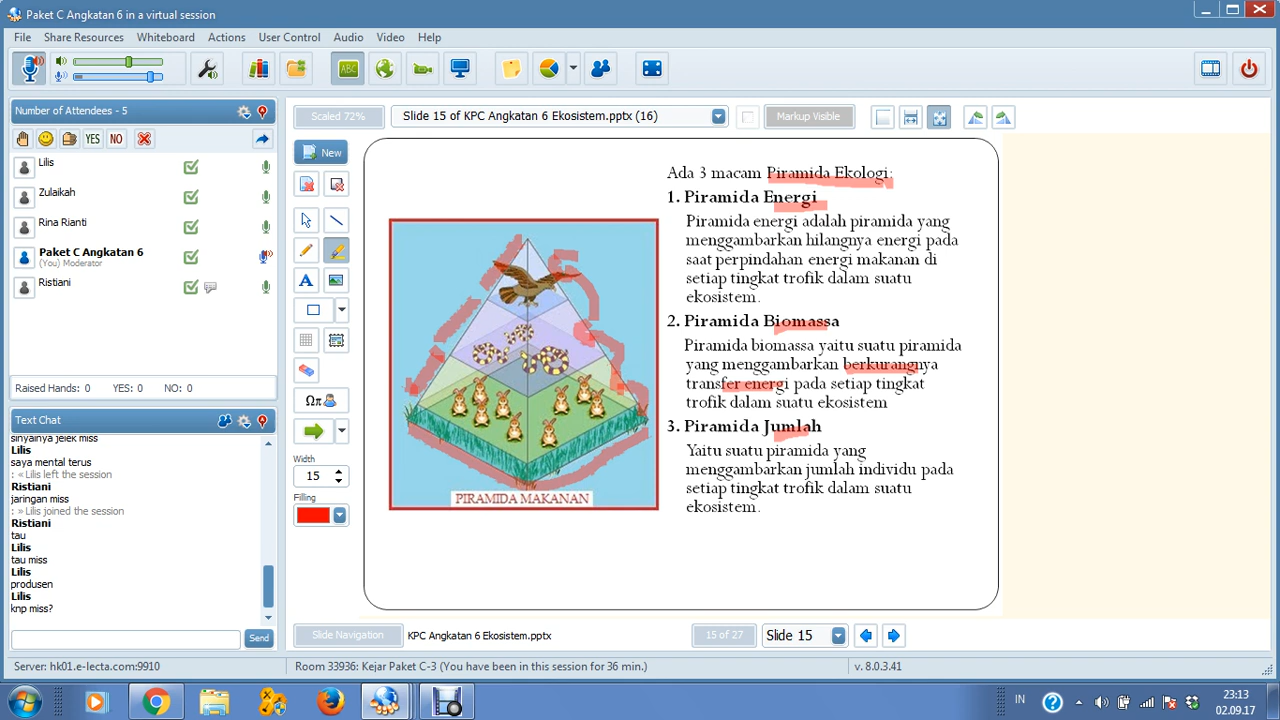 Paket C Angkatan 6 in a virtual session
File Share Resources Whiteboard Actions User Control Audio Video Help
ABC
Number of Attendees - 5
YES NO
Lilis
Zulaikah
Rina Rianti
Paket C Angkatan 6
(You) Moderator
Ristiani
Raised Hands: 0 YES: 0 NO: 0
Text Chat
sinyalnya jelek miss
Lilis
saya mental terus
: « Lilis left the session
Ristiani
jaringan miss
: » Lilis joined the session
Ristiani
tau
Lilis
tau miss
Lilis
produsen
Lilis
knp miss?
Send
Scaled 72%
Slide 15 of KPC Angkatan 6 Ekosistem.pptx (16)
Markup Visible
New
A
Ωπ
Width
15
Filling
PIRAMIDA MAKANAN
Ada 3 macam Piramida Ekologi:
1. Piramida Energi
Piramida energi adalah piramida yang
menggambarkan hilangnya energi pada
saat perpindahan energi makanan di
setiap tingkat trofik dalam suatu
ekosistem.
2. Piramida Biomassa
Piramida biomassa yaitu suatu piramida
yang menggambarkan berkurangnya
transfer energi pada setiap tingkat
trofik dalam suatu ekosistem
3. Piramida Jumlah
Yaitu suatu piramida yang
menggambarkan jumlah individu pada
setiap tingkat trofik dalam suatu
ekosistem.
Slide Navigation
KPC Angkatan 6 Ekosistem.pptx
15 of 27
Slide 15
Server: hk01.e-lecta.com:9910
Room 33936: Kejar Paket C-3 (You have been in this session for 36 min.)
v. 8.0.3.41
IN
23:13
02.09.17